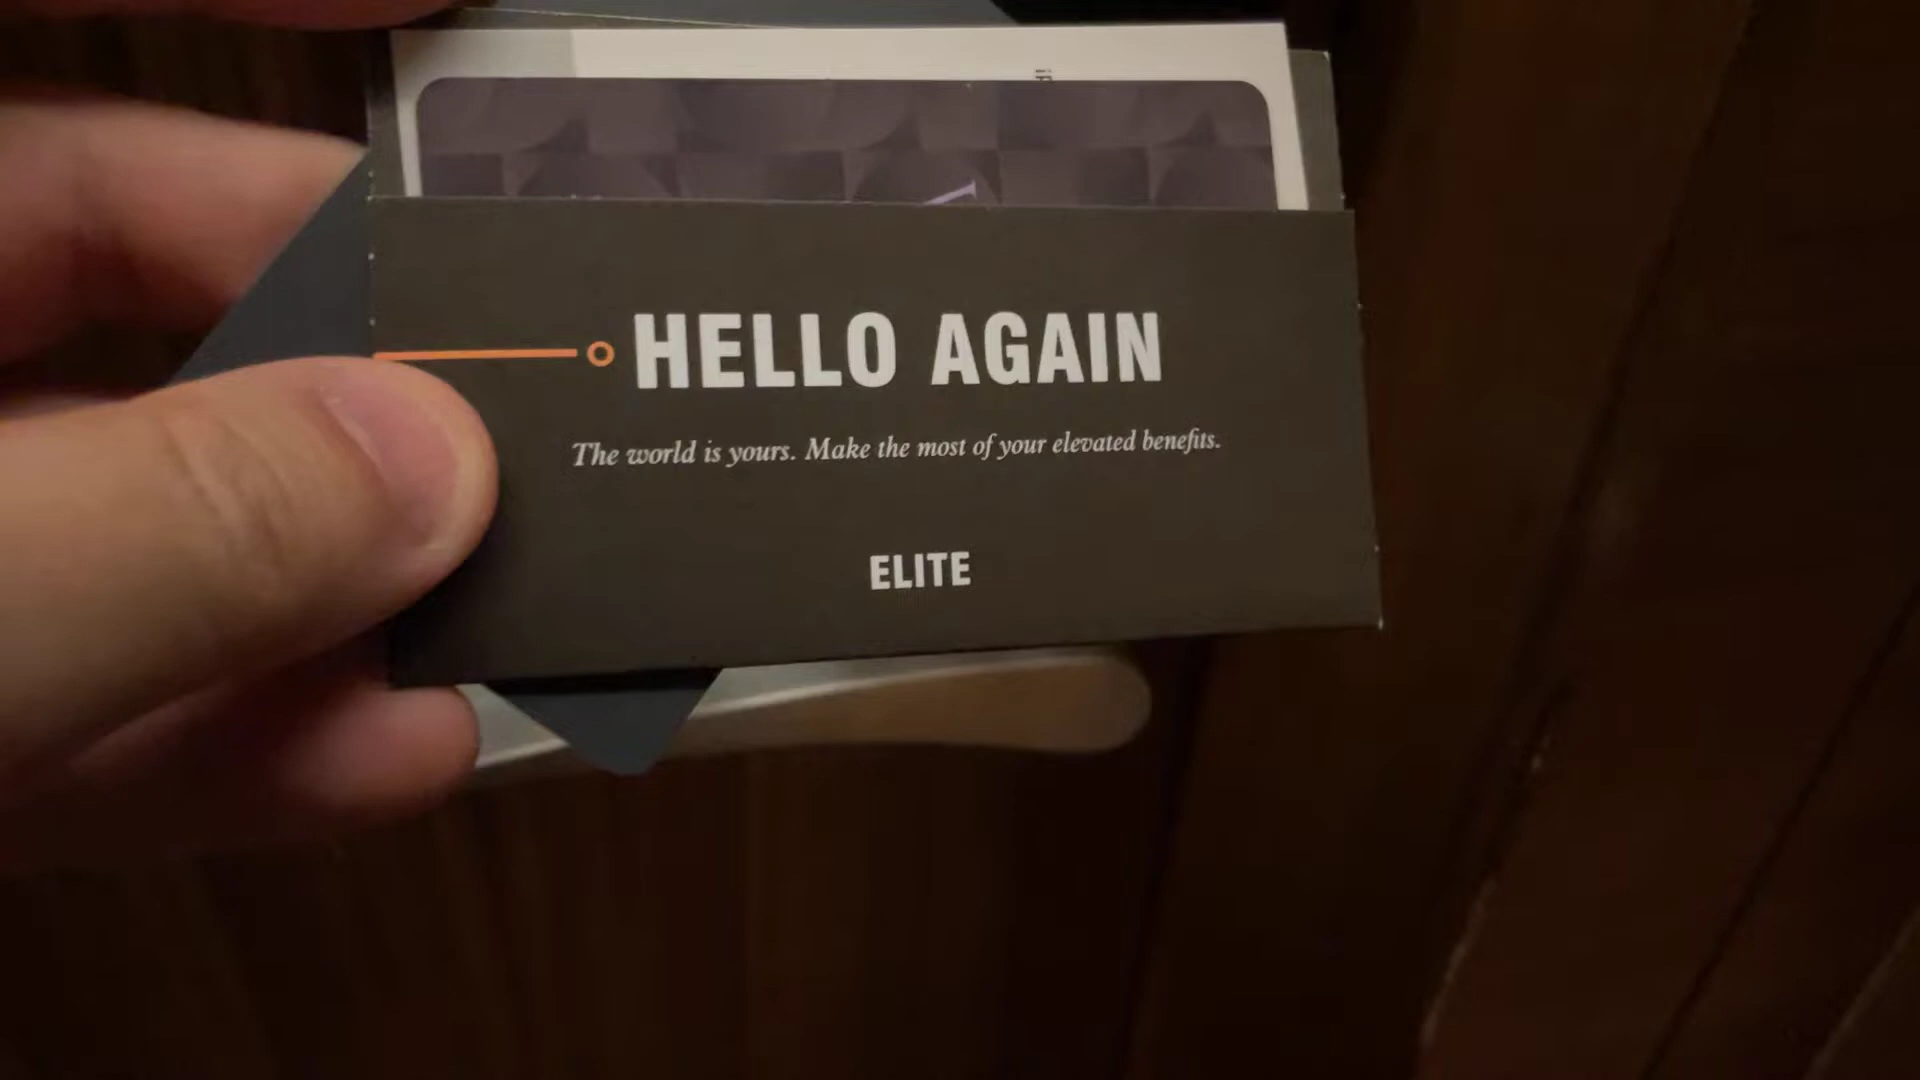 HELLO AGAIN
The world is yours. Make the most of your elevated benefits.
ELITE